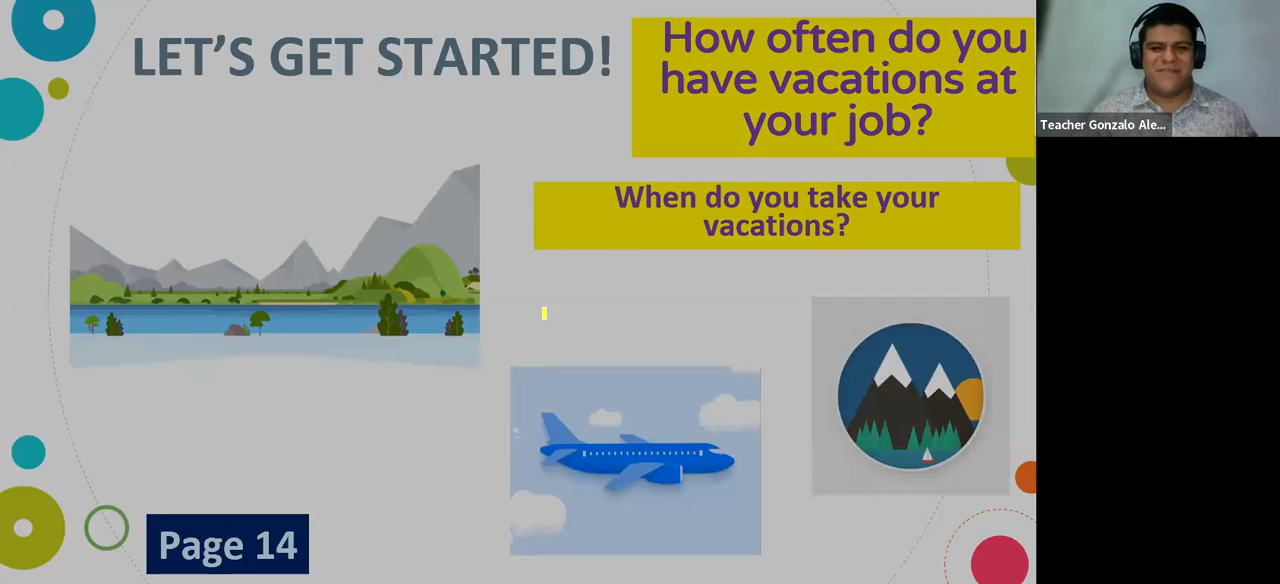 LET'S GET STARTED!
How often do you
have vacations at
your job?
Teacher Gonzalo Ale...
When do you take your
vacations?
Page 14